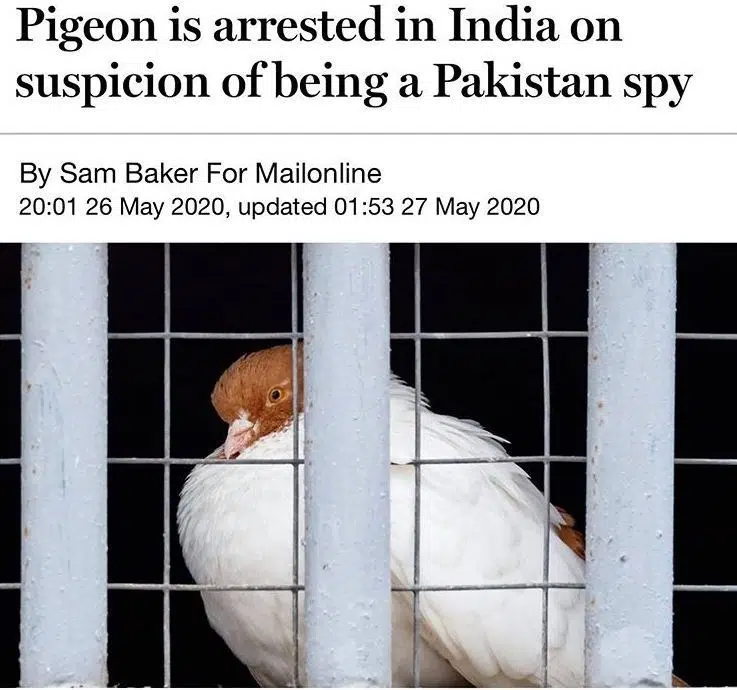 Pigeon is arrested in India on
suspicion of being a Pakistan spy
By Sam Baker For Mailonline
20:01 26 May 2020, updated 01:53 27 May 2020